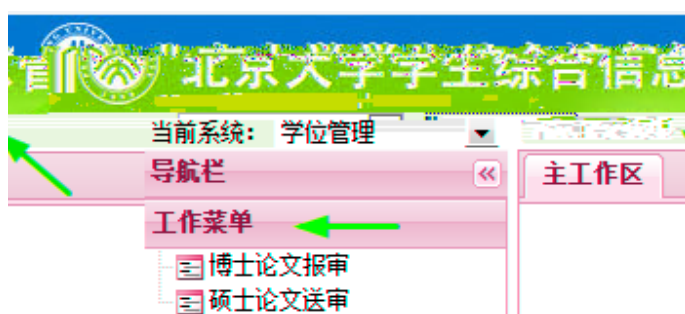 北京大学学生综合信息
当前系统： 学位管理
导航栏
主工作区
工作菜单
博士论文报审
硕士论文送审